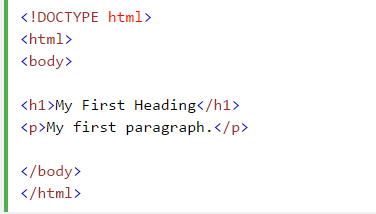 <!DOCTYPE html>
<html>
<body>
<h1>My First Heading</h1>
<p>My first paragraph.</p>
</body>
</html>